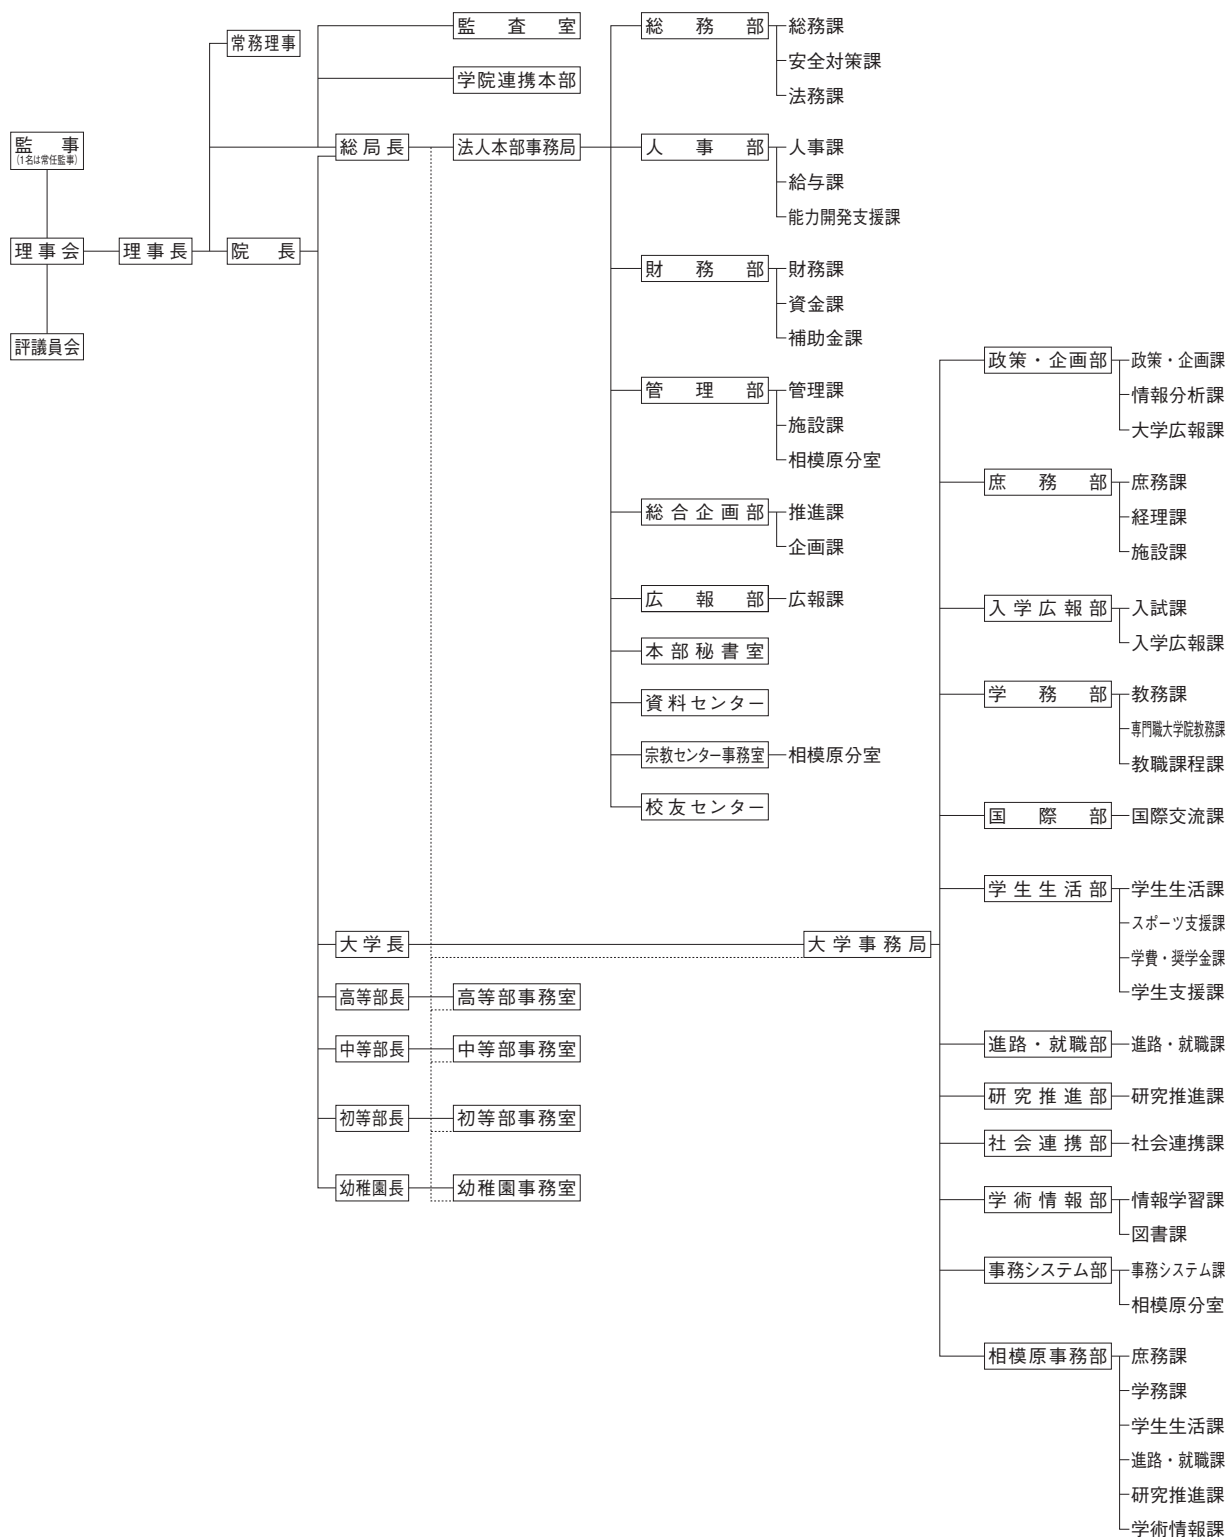 監事
(1名は常任監事)
理事会
評議員会
理事長
常務理事
院長
監査室
学院連携本部
総局長
法人本部事務局
総務部
総務課
安全対策課
法務課
人事部
人事課
給与課
能力開発支援課
財務部
財務課
資金課
補助金課
管理部
管理課
施設課
相模原分室
総合企画部
推進課
企画課
広報部
広報課
本部秘書室
資料センター
宗教センター事務室
相模原分室
校友センター
大学長
大学事務局
政策・企画部
政策・企画課
情報分析課
大学広報課
庶務部
庶務課
経理課
施設課
入学広報部
入試課
入学広報課
学務部
教務課
専門職大学院教務課
教職課程課
国際部
国際交流課
学生生活部
学生生活課
スポーツ支援課
学費・奨学金課
学生支援課
進路・就職部
進路・就職課
研究推進部
研究推進課
社会連携部
社会連携課
学術情報部
情報学習課
図書課
事務システム部
事務システム課
相模原分室
相模原事務部
庶務課
学務課
学生生活課
進路・就職課
研究推進課
学術情報課
高等部長
高等部事務室
中等部長
中等部事務室
初等部長
初等部事務室
幼稚園長
幼稚園事務室